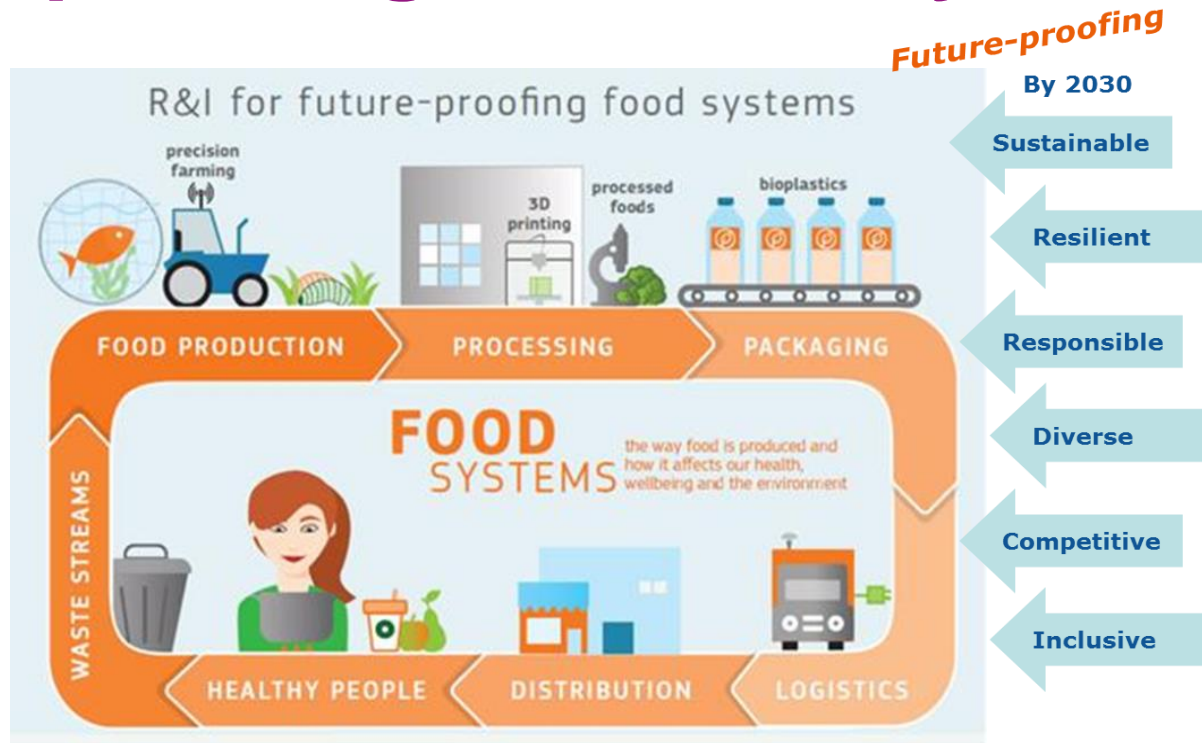 Future-proofing
By 2030
R&I for future-proofing food systems
precision
farming
3D
printing
processed
foods
bioplastics
FOOD PRODUCTION
PROCESSING
PACKAGING
FOOD
SYSTEMS
the way food is produced and
how it affects our health,
wellbeing and the environment
WASTE STREAMS
HEALTHY PEOPLE
DISTRIBUTION
LOGISTICS
Sustainable
Resilient
Responsible
Diverse
Competitive
Inclusive